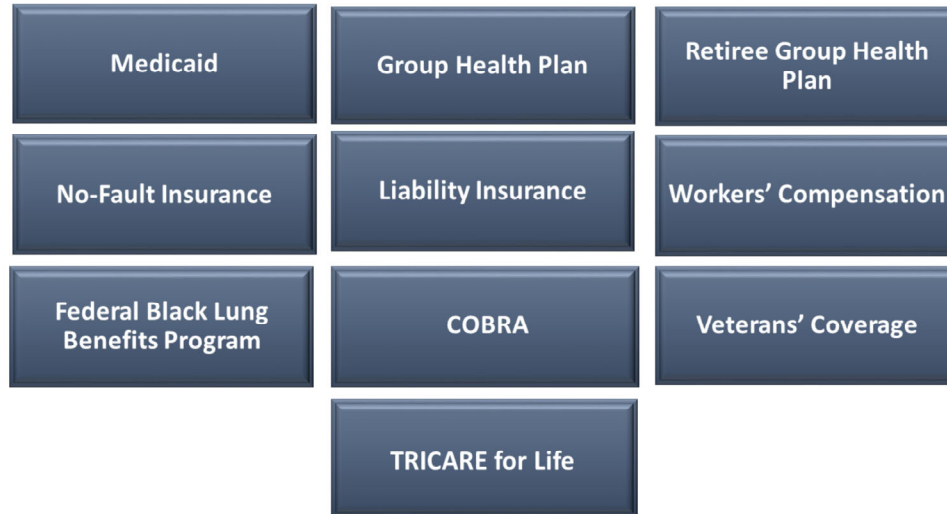 Medicaid
Group Health Plan
Retiree Group Health
Plan
No-Fault Insurance
Liability Insurance
Workers’ Compensation
Federal Black Lung
Benefits Program
COBRA
Veterans’ Coverage
TRICARE for Life